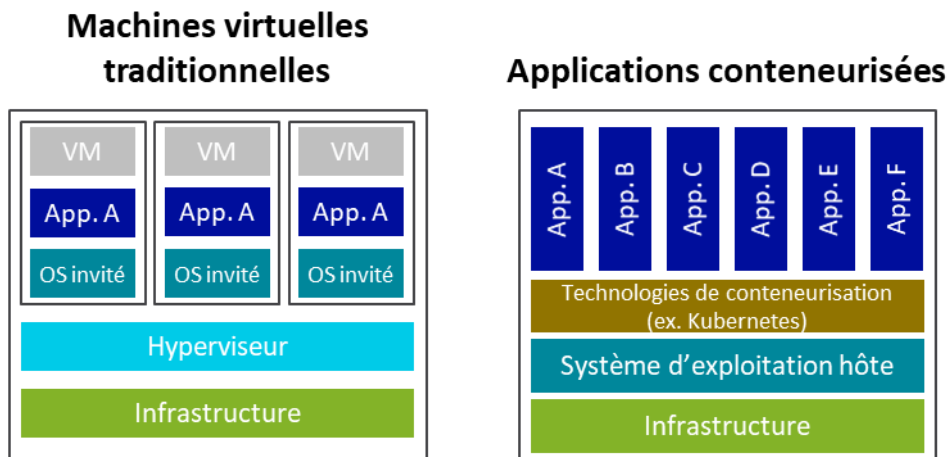 Machines virtuelles
traditionnelles
VM
VM
VM
App. A
App. A
App. A
OS invité
OS invité
OS invité
Hyperviseur
Infrastructure
Applications conteneurisées
App. A
App. B
App. C
App. D
App. E
App. F
Technologies de conteneurisation
(ex. Kubernetes)
Système d’exploitation hôte
Infrastructure